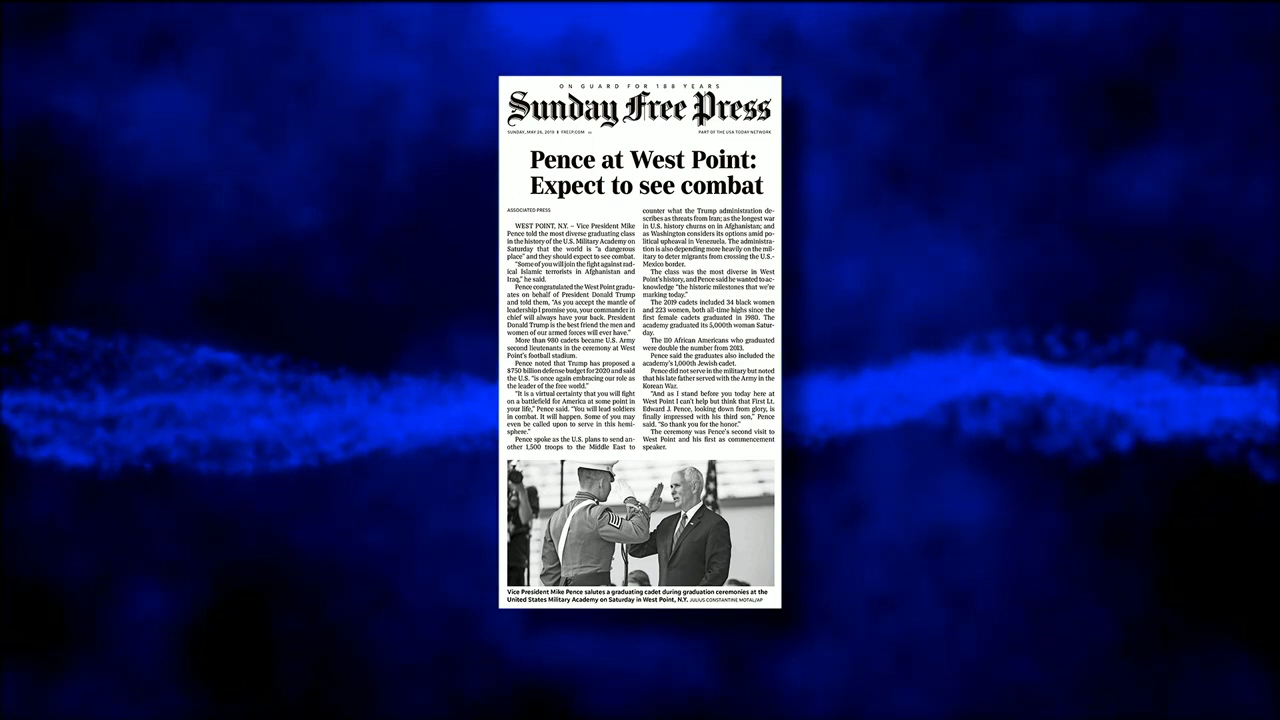 ON GUARD FOR 188 YEARS
Sunday Free Press
SUNDAY, MAY 26, 2019 FREEP.COM
PART OF THE USA TODAY NETWORK
Pence at West Point:
Expect to see combat
ASSOCIATED PRESS
WEST POINT, N.Y. – Vice President Mike
Pence told the most diverse graduating class
in the history of the U.S. Military Academy on
Saturday that the world is “a dangerous
place” and they should expect to see combat.
“Some of you will join the fight against rad-
ical Islamic terrorists in Afghanistan and
Iraq,” he said.
Pence congratulated the West Point gradu-
ates on behalf of President Donald Trump
and told them, “As you accept the mantle of
leadership I promise you, your commander in
chief will always have your back. President
Donald Trump is the best friend the men and
women of our armed forces will ever have.”
More than 980 cadets became U.S. Army
second lieutenants in the ceremony at West
Point’s football stadium.
Pence noted that Trump has proposed a
$750 billion defense budget for 2020 and said
the U.S. “is once again embracing our role as
the leader of the free world.”
“It is a virtual certainty that you will fight
on a battlefield for America at some point in
your life,” Pence said. “You will lead soldiers
in combat. It will happen. Some of you may
even be called upon to serve in this hemi-
sphere.”
Pence spoke as the U.S. plans to send an-
other 1,500 troops to the Middle East to
counter what the Trump administration de-
scribes as threats from Iran; as the longest war
in U.S. history churns on in Afghanistan; and
as Washington considers its options amid po-
litical upheaval in Venezuela. The administra-
tion is also depending more heavily on the mil-
itary to deter migrants from crossing the U.S.-
Mexico border.
The class was the most diverse in West
Point’s history, and Pence said he wanted to ac-
knowledge “the historic milestones that we’re
marking today.”
The 2019 cadets included 34 black women
and 223 women, both all-time highs since the
first female cadets graduated in 1980. The
academy graduated its 5,000th woman Satur-
day.
The 110 African Americans who graduated
were double the number from 2013.
Pence said the graduates also included the
academy’s 1,000th Jewish cadet.
Pence did not serve in the military but noted
that his late father served with the Army in the
Korean War.
“And as I stand before you today here at
West Point I can’t help but think that First Lt.
Edward J. Pence, looking down from glory, is
finally impressed with his third son,” Pence
said. “So thank you for the honor.”
The ceremony was Pence’s second visit to
West Point and his first as commencement
speaker.
Vice President Mike Pence salutes a graduating cadet during graduation ceremonies at the
United States Military Academy on Saturday in West Point, N.Y. JULIUS CONSTANTINE MOTAL/AP